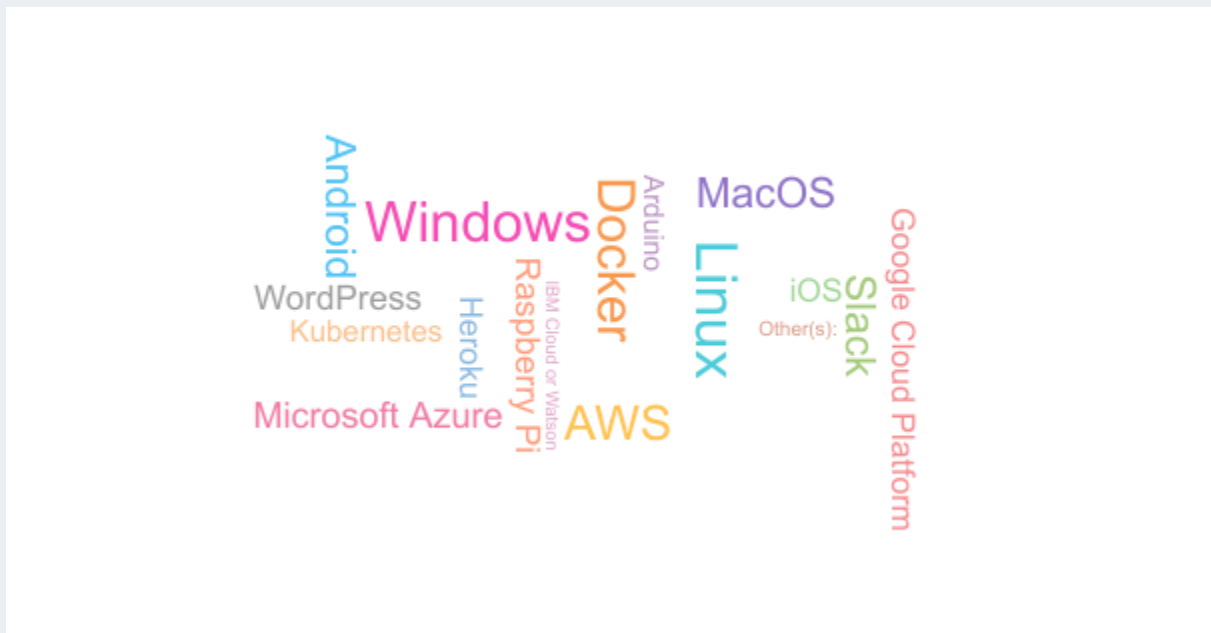 Android
Windows
Docker
Arduino
MacOS
Google Cloud Platform
Linux
Raspberry Pi
iOS
Slack
WordPress
IBM Cloud or Watson
Heroku
Kubernetes
Other(s):
Microsoft Azure
AWS